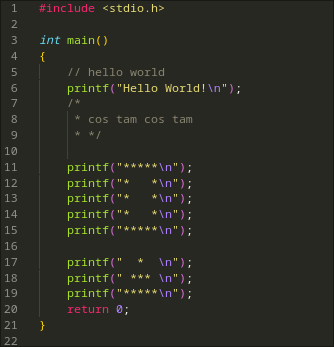 1 #include <stdio.h>
2
3 int main()
4 {
5     // hello world
6     printf("Hello World!\n");
7     /*
8      * cos tam cos tam
9      * */
10
11     printf("*****\n");
12     printf("*   *\n");
13     printf("*   *\n");
14     printf("*   *\n");
15     printf("*****\n");
16
17     printf("  *  \n");
18     printf(" *** \n");
19     printf("*****\n");
20     return 0;
21 }
22